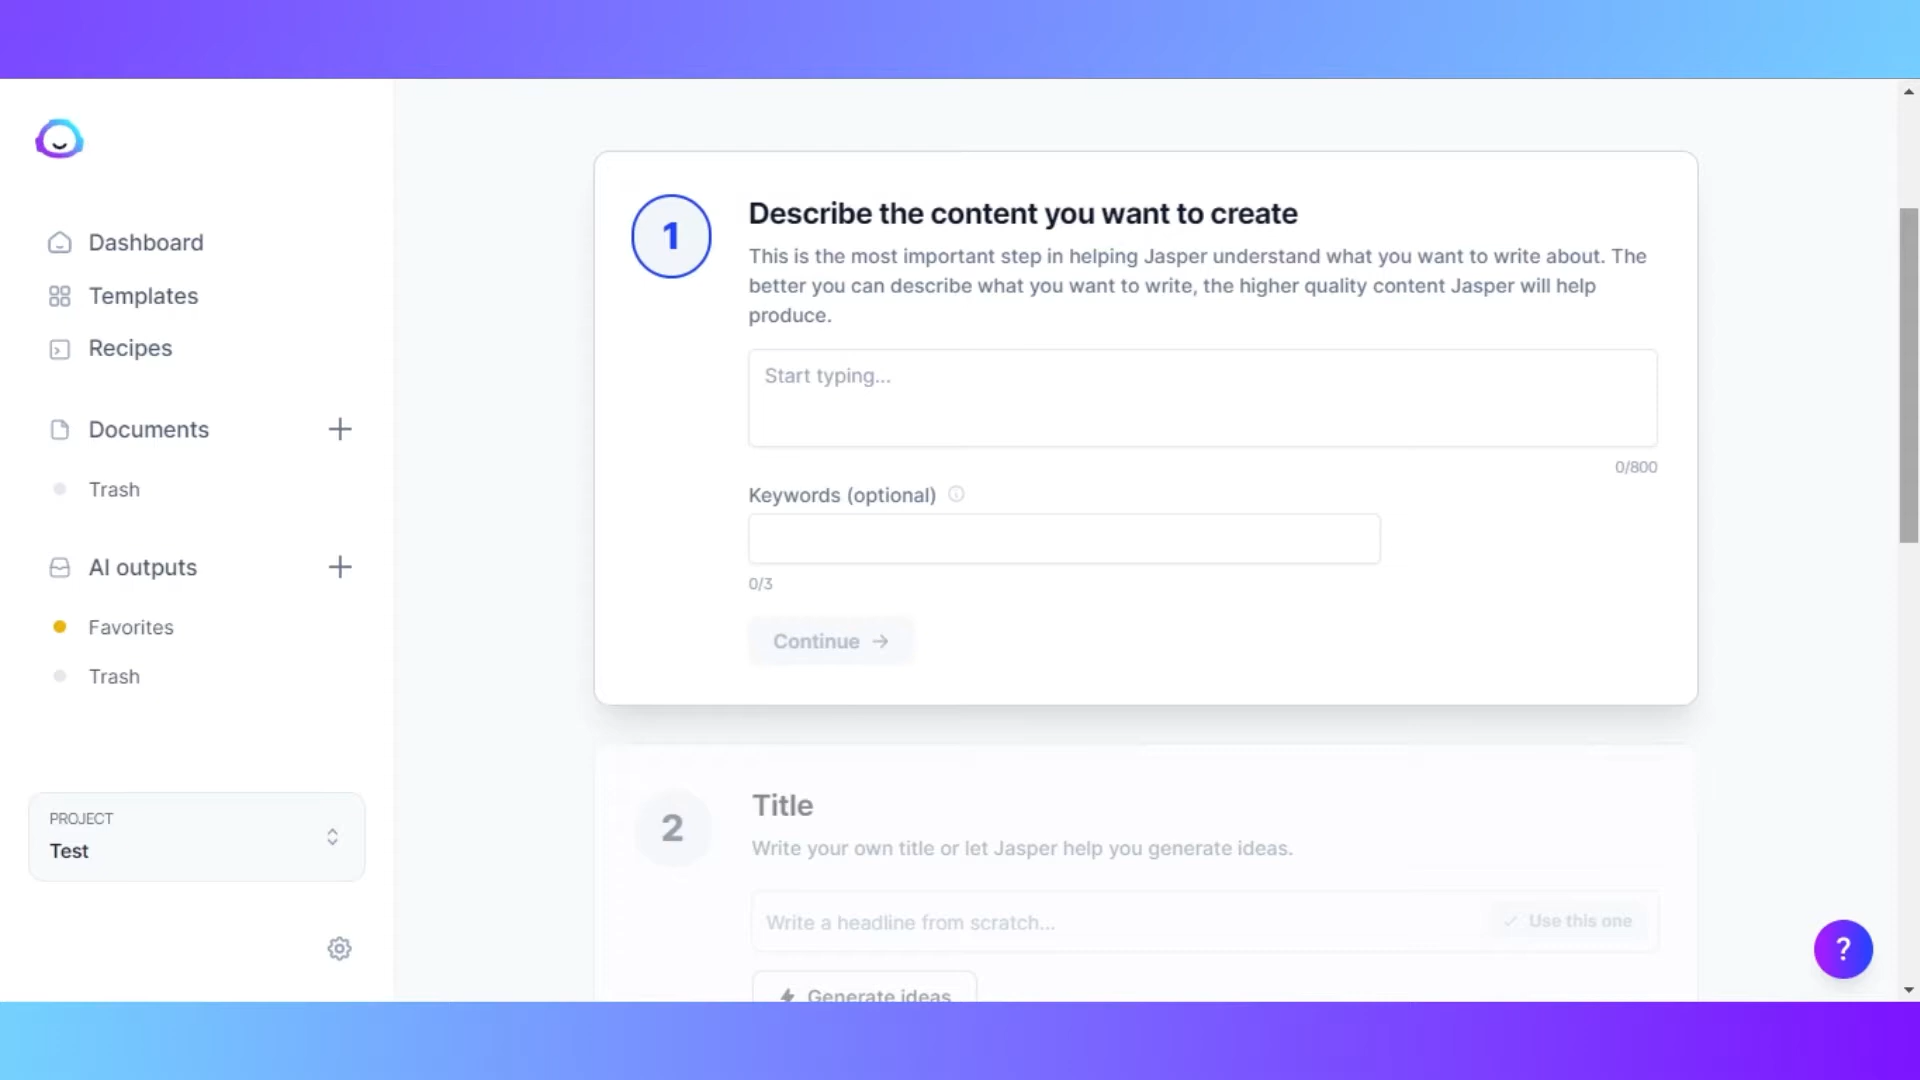 Dashboard
Templates
Recipes
Documents
Trash
AI outputs
Favorites
Trash
PROJECT
Test
1
Describe the content you want to create
This is the most important step in helping Jasper understand what you want to write about. The
better you can describe what you want to write, the higher quality content Jasper will help
produce.
Start typing...
0/800
Keywords (optional)
0/3
Continue →
2
Title
Write your own title or let Jasper help you generate ideas.
Write a headline from scratch...
Use this one
Generate ideas
?